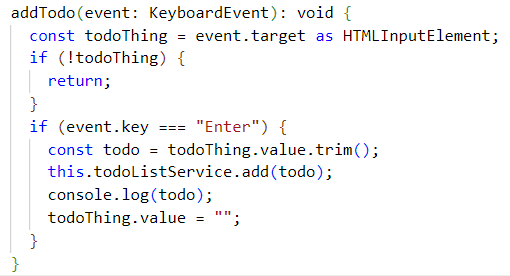 addTodo(event: KeyboardEvent): void {
  const todoThing = event.target as HTMLInputElement;
  if (!todoThing) {
    return;
  }
  if (event.key === "Enter") {
    const todo = todoThing.value.trim();
    this.todoListService.add(todo);
    console.log(todo);
    todoThing.value = "";
  }
}